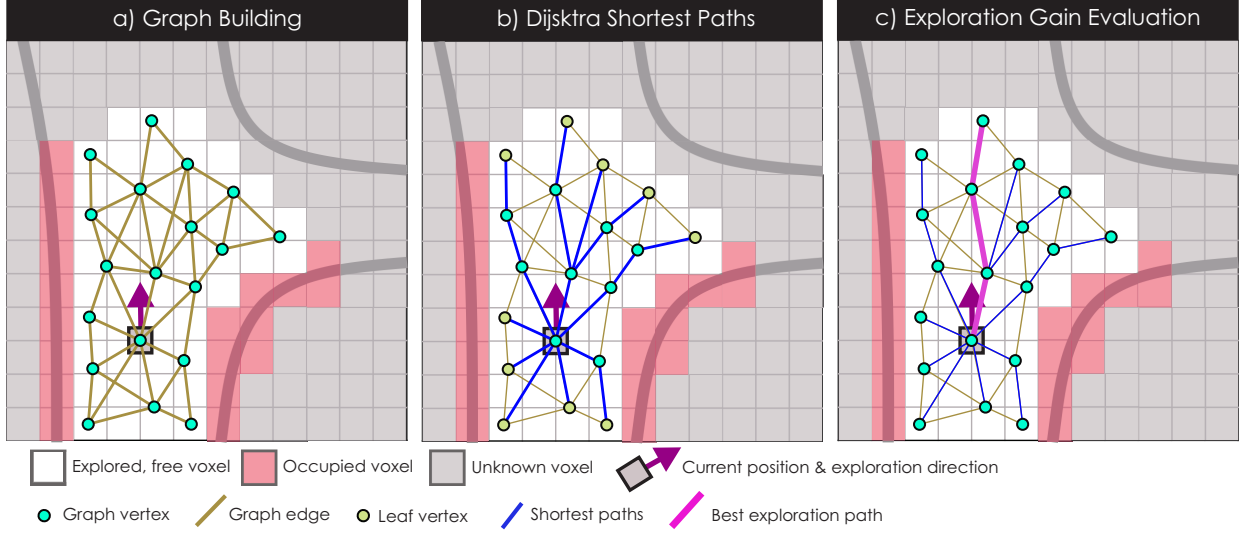 a) Graph Building
b) Dijsktra Shortest Paths
c) Exploration Gain Evaluation
Explored, free voxel
Occupied voxel
Unknown voxel
Current position & exploration direction
Graph vertex
Graph edge
Leaf vertex
Shortest paths
Best exploration path